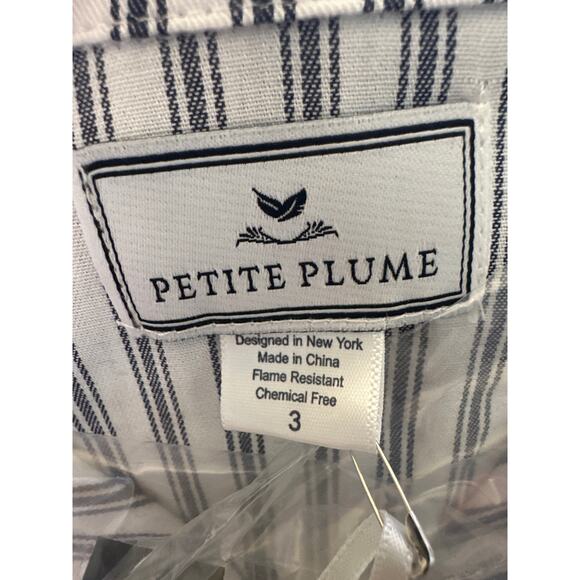 PETITE PLUME
Designed in New York
Made in China
Flame Resistant
Chemical Free
3